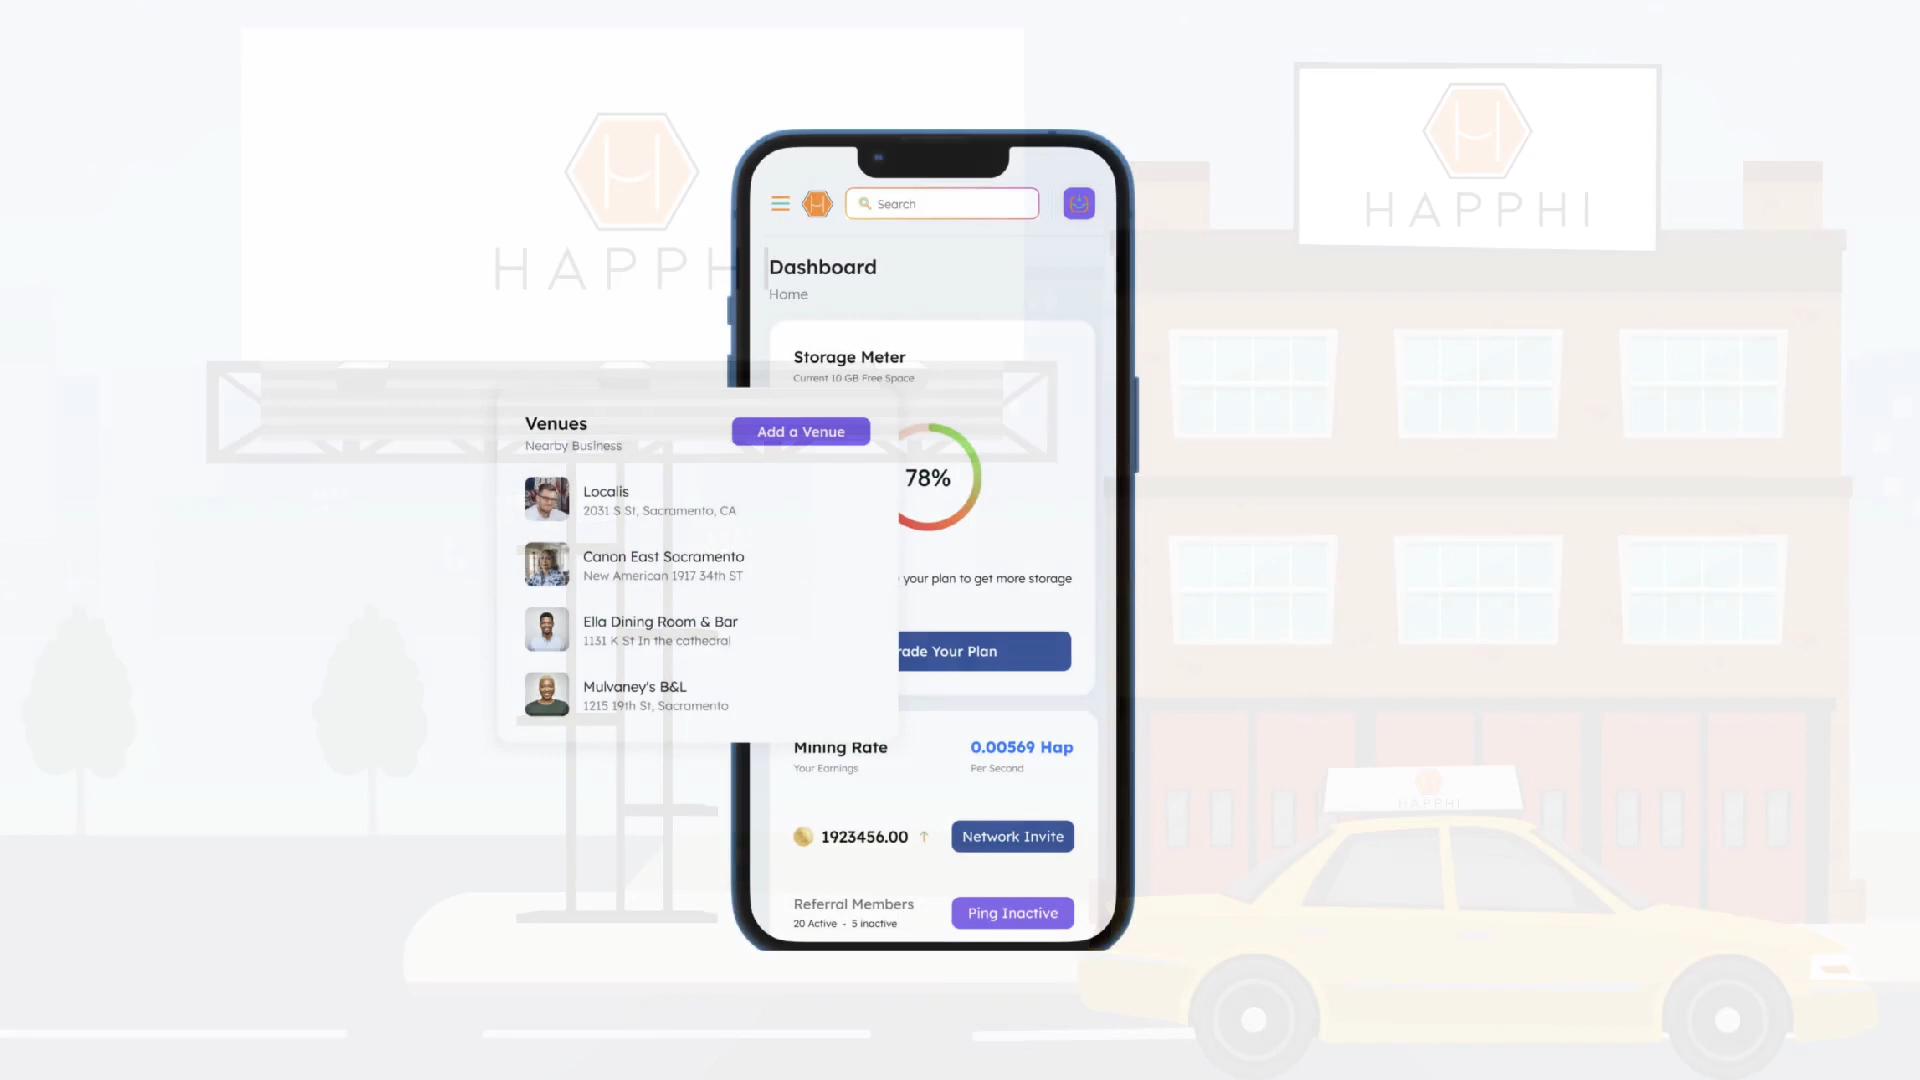 HAPPHI
HAPPHI
Search
Dashboard
Home
Storage Meter
Current 10 GB Free Space
Venues
Nearby Business
Add a Venue
Localis
2031 S St, Sacramento, CA
Canon East Sacramento
New American 1917 34th ST
Ella Dining Room & Bar
1131 K St In the cathedral
Mulvaney's B&L
1215 19th St, Sacramento
78%
your plan to get more storage
rade Your Plan
Mining Rate
Your Earnings
0.00569 Hap
Per Second
1923456.00
Network Invite
Referral Members
20 Active - 5 inactive
Ping Inactive
HAPPHI